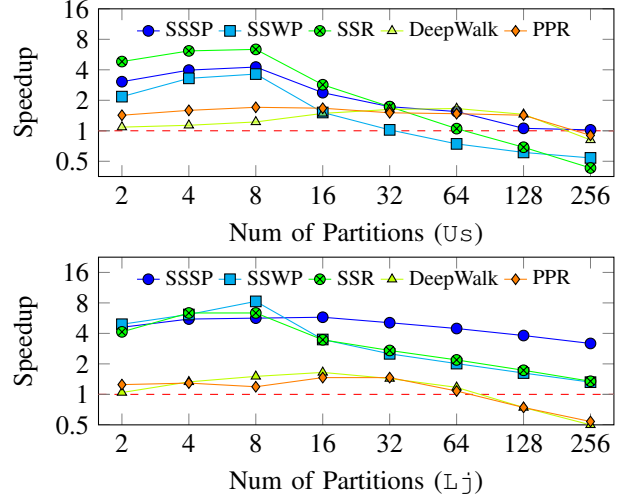 16
SSSP SSWP SSR DeepWalk PPR
8
4
2
1
0.5
Speedup
2 4 8 16 32 64 128 256
Num of Partitions (Us)
16
SSSP SSWP SSR DeepWalk PPR
8
4
2
1
0.5
Speedup
2 4 8 16 32 64 128 256
Num of Partitions (Lj)